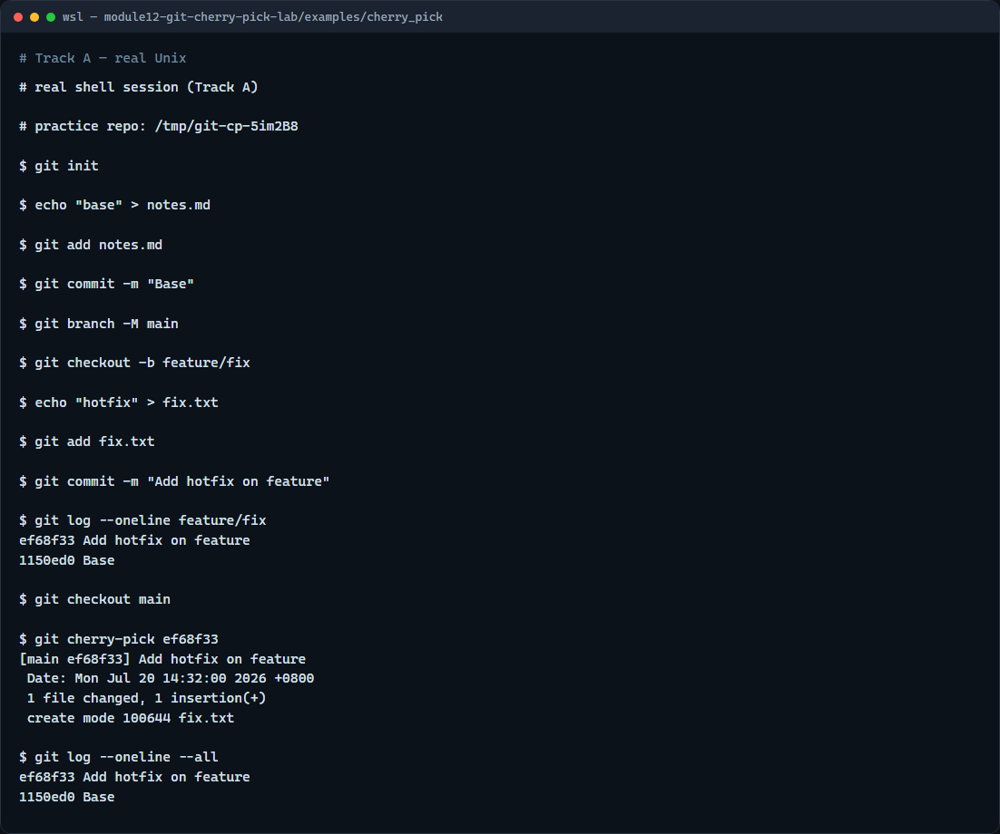 wsl — module12-git-cherry-pick-lab/examples/cherry_pick
# Track A — real Unix
# real shell session (Track A)
# practice repo: /tmp/git-cp-5im2B8
$ git init
$ echo "base" > notes.md
$ git add notes.md
$ git commit -m "Base"
$ git branch -M main
$ git checkout -b feature/fix
$ echo "hotfix" > fix.txt
$ git add fix.txt
$ git commit -m "Add hotfix on feature"
$ git log --oneline feature/fix
ef68f33 Add hotfix on feature
1150ed0 Base
$ git checkout main
$ git cherry-pick ef68f33
[main ef68f33] Add hotfix on feature
 Date: Mon Jul 20 14:32:00 2026 +0800
 1 file changed, 1 insertion(+)
 create mode 100644 fix.txt
$ git log --oneline --all
ef68f33 Add hotfix on feature
1150ed0 Base